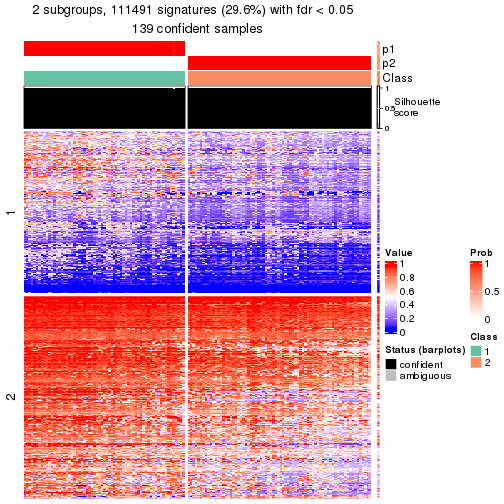 2 subgroups, 111491 signatures (29.6%) with fdr < 0.05
139 confident samples
p1
p2
Class
1
0.5
0
Silhouette
score
1
2
Value
1
0.8
0.6
0.4
0.2
0
Prob
1
0.5
0
Status (barplots)
confident
ambiguous
Class
1
2